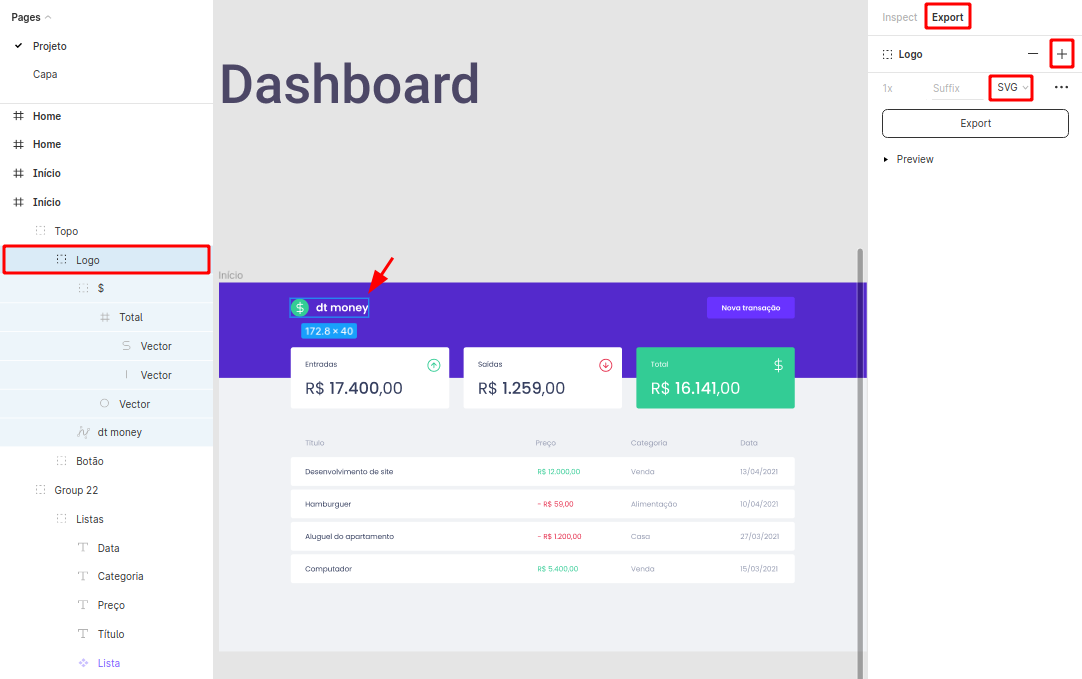 Pages
Projeto
Capa
Home
Home
Início
Início
Topo
Logo
$
Total
Vector
Vector
Vector
dt money
Botão
Group 22
Listas
Data
Categoria
Preço
Título
Lista
Dashboard
Início
$ dt money
Nova transação
172.8 × 40
Entradas
R$ 17.400,00
Saídas
R$ 1.259,00
Total $
R$ 16.141,00
Título Preço Categoria Data
Desenvolvimento de site R$ 12.000,00 Venda 13/04/2021
Hamburguer - R$ 59,00 Alimentação 10/04/2021
Aluguel do apartamento - R$ 1.200,00 Casa 27/03/2021
Computador R$ 5.400,00 Venda 15/03/2021
Inspect Export
Logo
1x Suffix SVG
Export
Preview